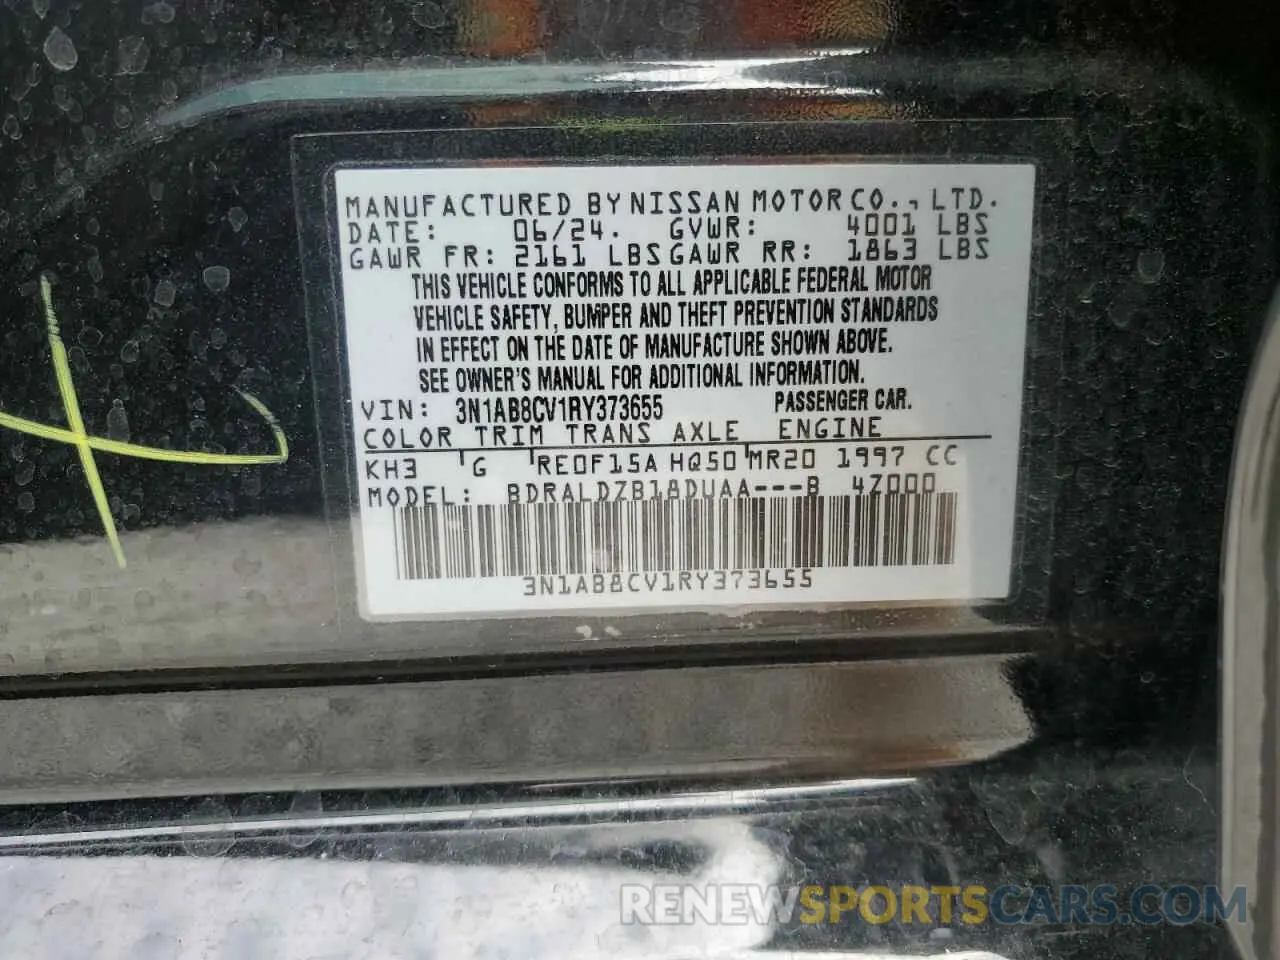 MANUFACTURED BY NISSAN MOTOR CO., LTD.
DATE: 06/24. GVWR: 4001 LBS
GAWR FR: 2161 LBS GAWR RR: 1863 LBS
THIS VEHICLE CONFORMS TO ALL APPLICABLE FEDERAL MOTOR
VEHICLE SAFETY, BUMPER AND THEFT PREVENTION STANDARDS
IN EFFECT ON THE DATE OF MANUFACTURE SHOWN ABOVE.
SEE OWNER'S MANUAL FOR ADDITIONAL INFORMATION.
VIN: 3N1AB8CV1RY373655 PASSENGER CAR.
COLOR TRIM TRANS AXLE ENGINE
KH3 G RE0F15A HQ50 MR20 1997 CC
MODEL: BDRALDZB18DUAA---B 4Z000
3N1AB8CV1RY373655
RENEWSPORTSCARS.COM